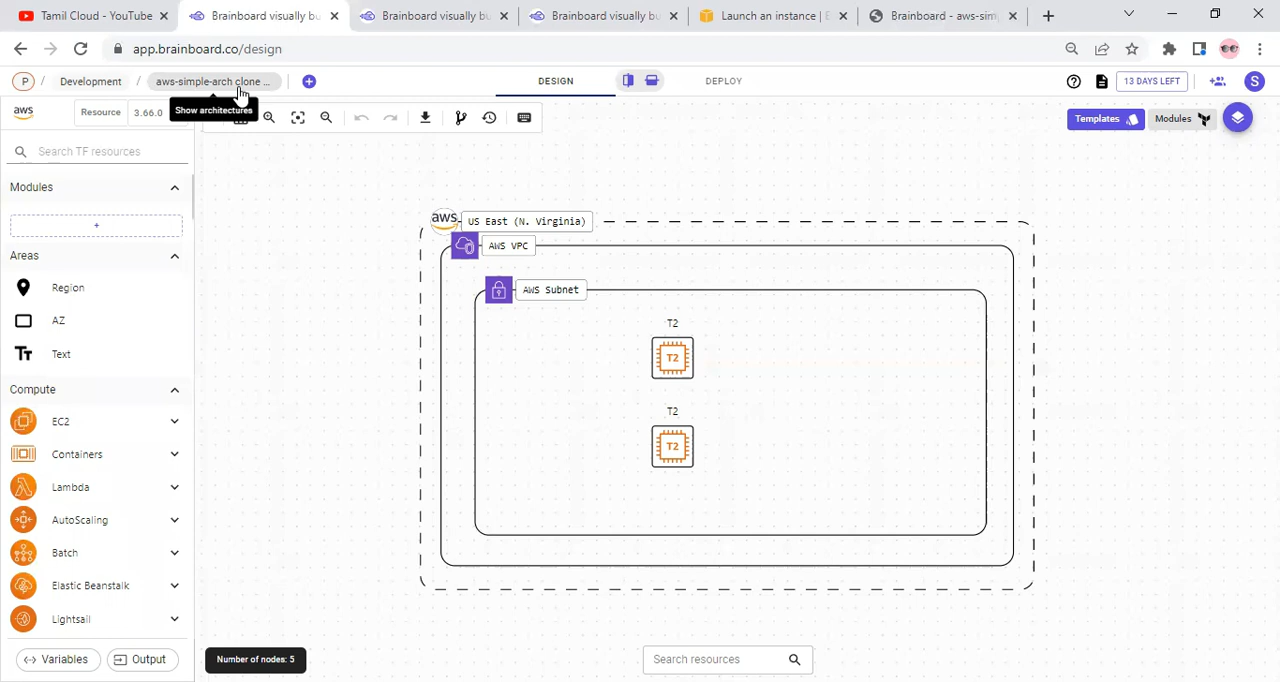 Tamil Cloud - YouTube
Brainboard visually bu
Brainboard visually bu
Brainboard visually bu
Launch an instance | E
Brainboard - aws-sim
app.brainboard.co/design
P / Development / aws-simple-arch clone ...
DESIGN
DEPLOY
13 DAYS LEFT
S
aws
Resource
3.66.0
Show architectures
Templates
Modules
Search TF resources
Modules
+
Areas
Region
AZ
Tт Text
Compute
EC2
Containers
Lambda
AutoScaling
Batch
Elastic Beanstalk
Lightsail
Variables
Output
aws
US East (N. Virginia)
AWS VPC
AWS Subnet
T2
T2
T2
T2
Number of nodes: 5
Search resources